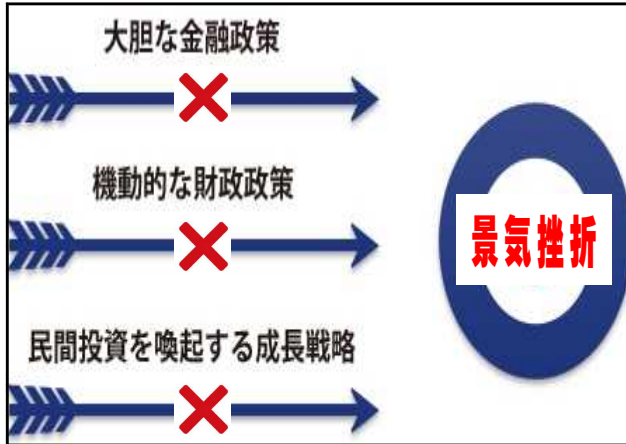 大胆な金融政策
機動的な財政政策
景気挫折
民間投資を喚起する成長戦略